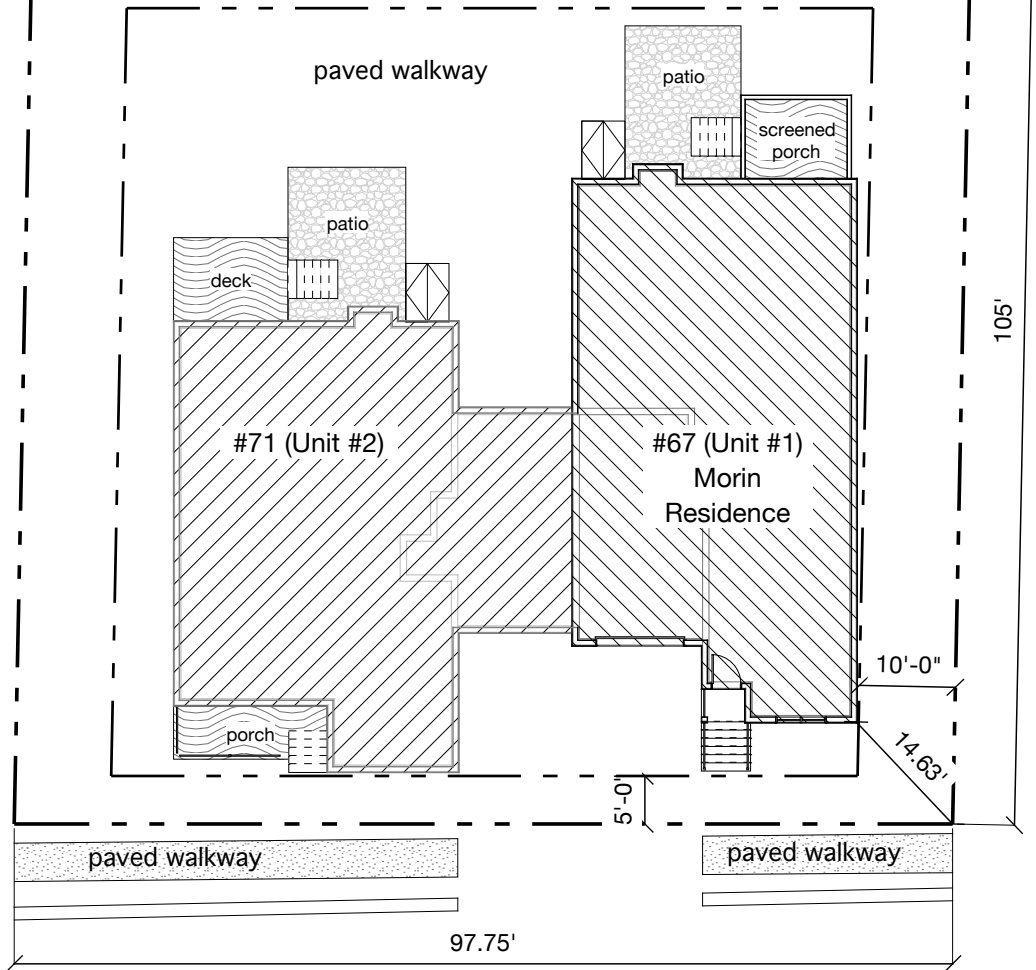 paved walkway
patio
screened
porch
patio
deck
105'
#71 (Unit #2)
#67 (Unit #1)
Morin
Residence
10'-0"
porch
14.63'
5'-0"
paved walkway
paved walkway
97.75'